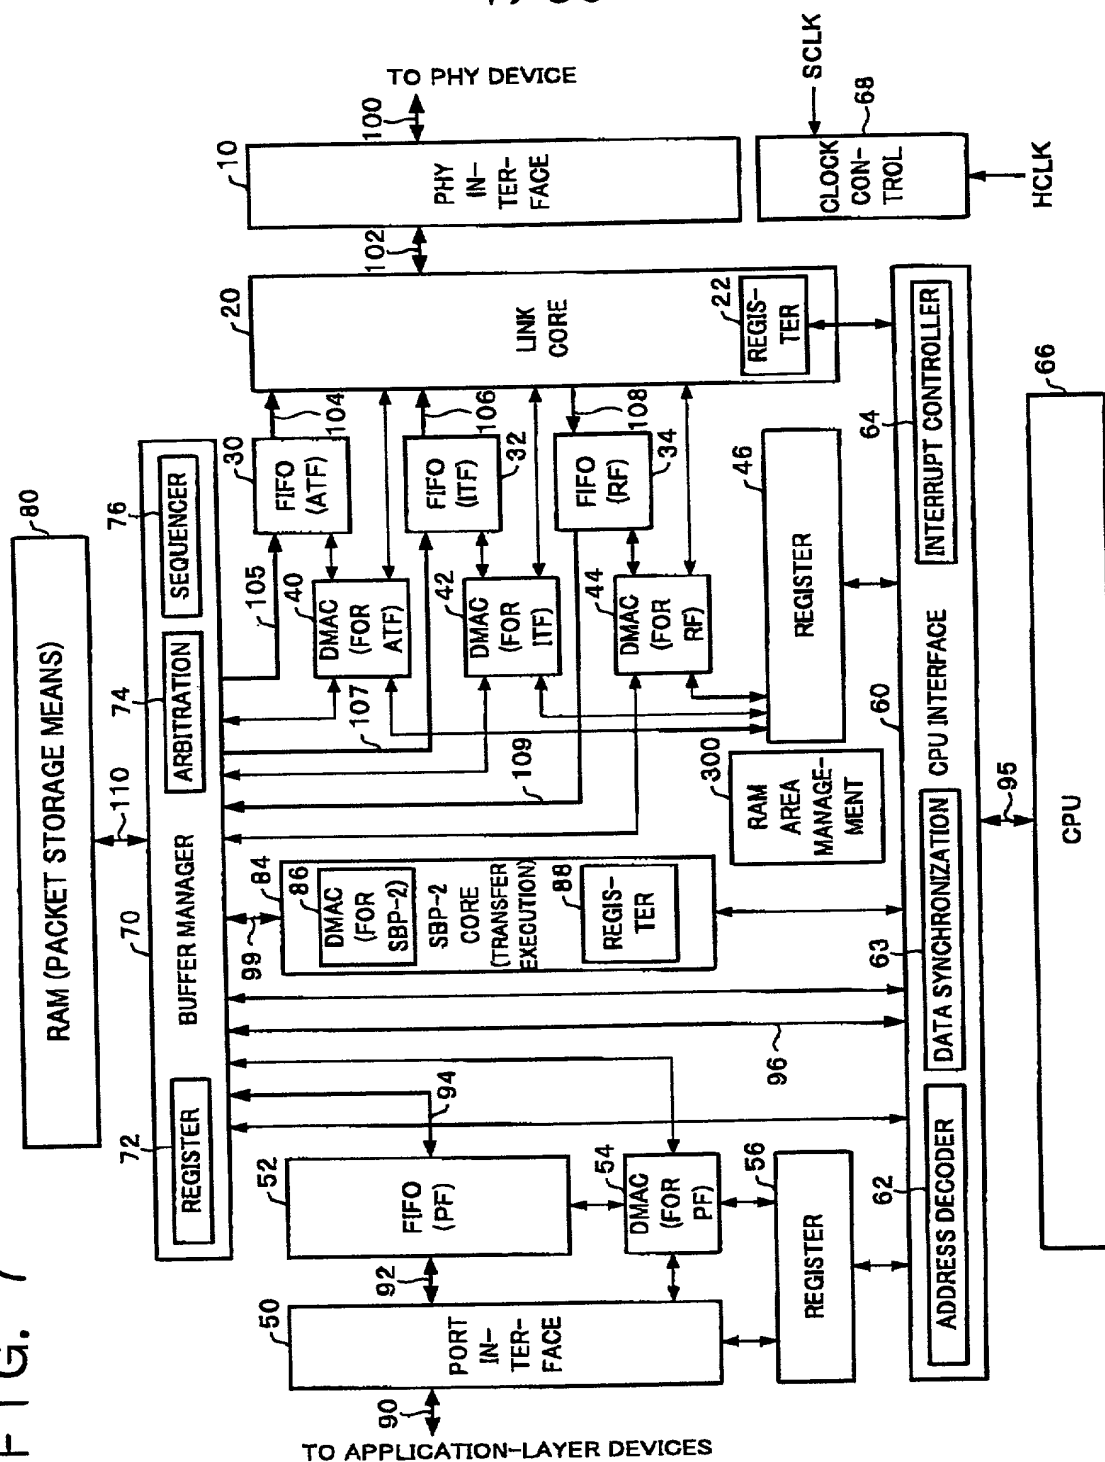 FIG. 7
TO PHY DEVICE
100
10
PHY
IN-
TER-
FACE
102
SCLK
68
CLOCK
CON-
TROL
HCLK
20
LINK
CORE
22
REGIS-
TER
104
106
108
30
FIFO
(ATF)
32
FIFO
(ITF)
34
FIFO
(RF)
105
107
109
40
DMAC
(FOR
ATF)
42
DMAC
(FOR
ITF)
44
DMAC
(FOR
RF)
46
REGISTER
300
RAM
AREA
MANAGE-
MENT
80
RAM (PACKET STORAGE MEANS)
110
70
BUFFER MANAGER
72
REGISTER
74
ARBITRATION
76
SEQUENCER
99
84
86
DMAC
(FOR
SBP-2)
SBP-2
CORE
(TRANSFER
EXECUTION)
88
REGIS-
TER
96
94
52
FIFO
(PF)
54
DMAC
(FOR
PF)
56
REGISTER
92
50
PORT
IN-
TER-
FACE
90
TO APPLICATION-LAYER DEVICES
60
CPU INTERFACE
62
ADDRESS DECODER
63
DATA SYNCHRONIZATION
64
INTERRUPT CONTROLLER
95
66
CPU